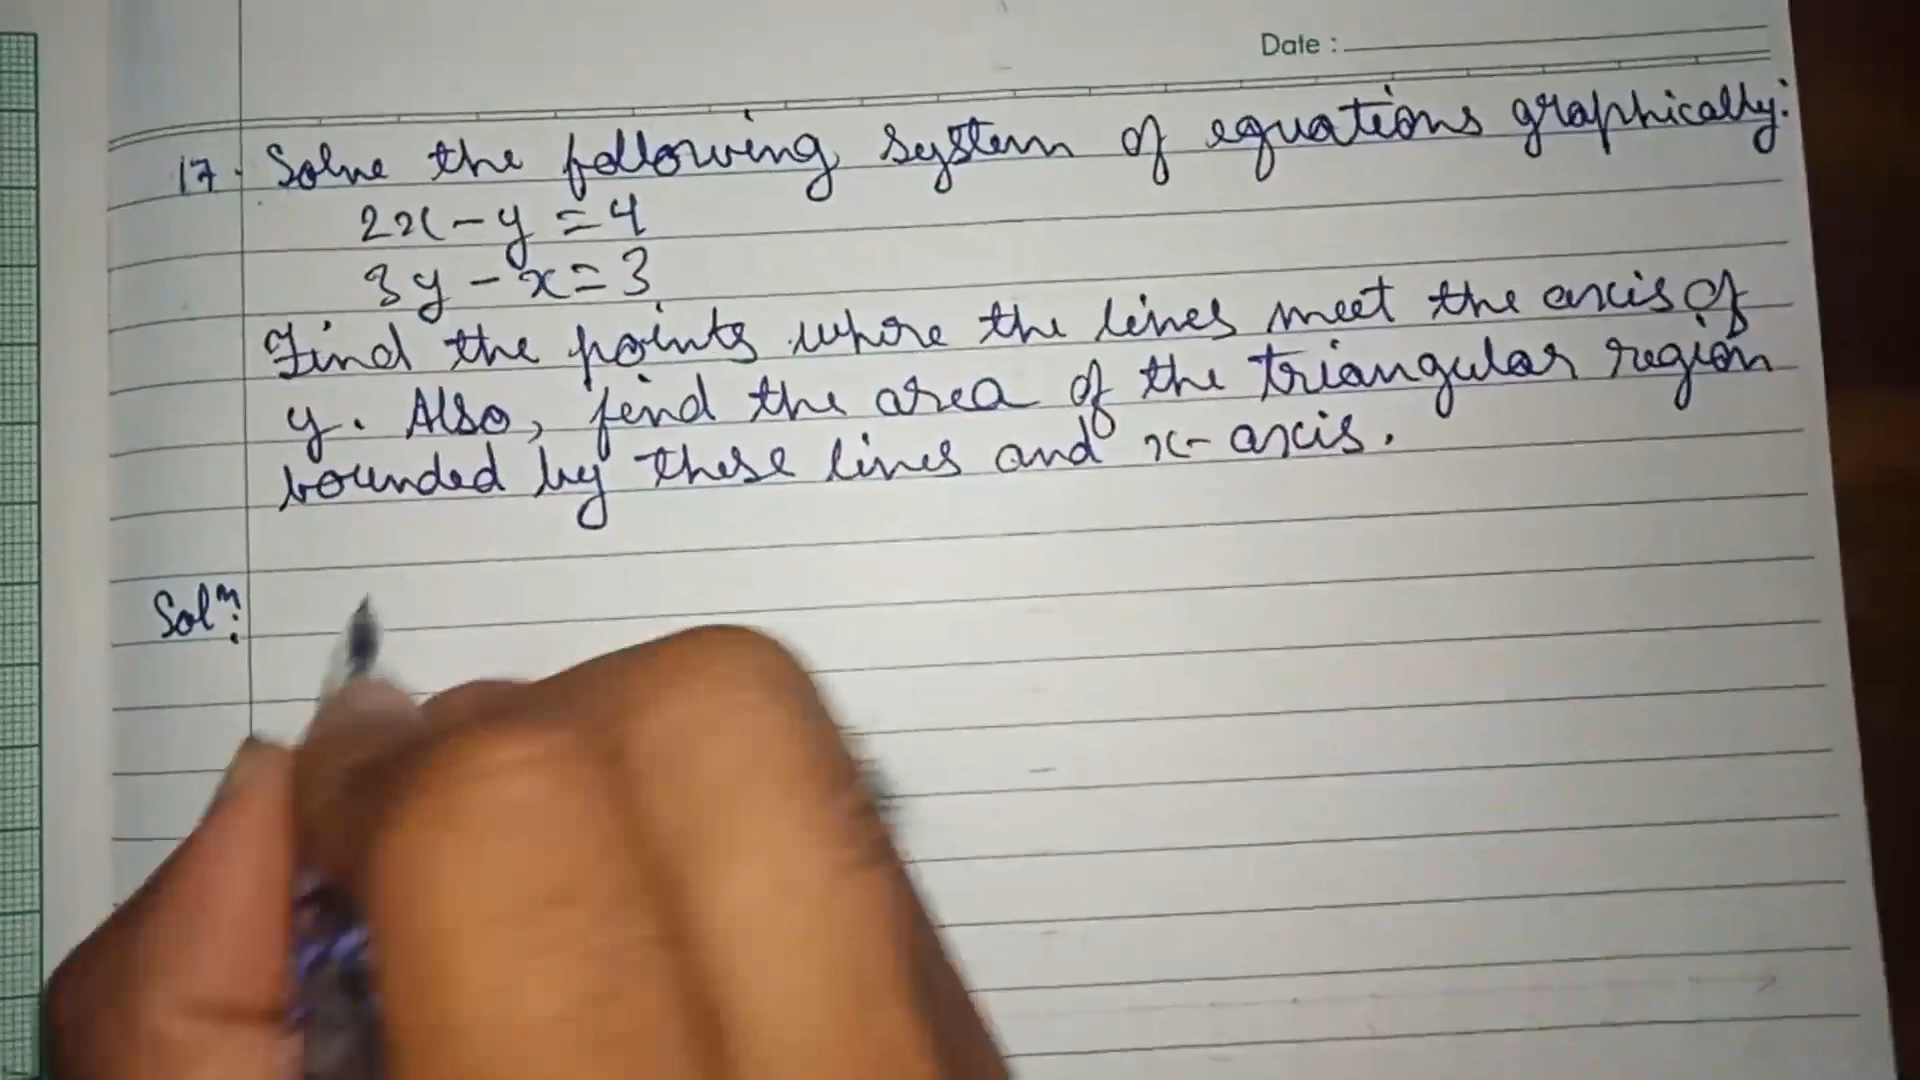 Date :
17. Solve the following system of equations graphically:
2x - y = 4
3y - x = 3
Find the points where the lines meet the axis of
y. Also, find the area of the triangular region
bounded by these lines and x-axis.
Solⁿ: